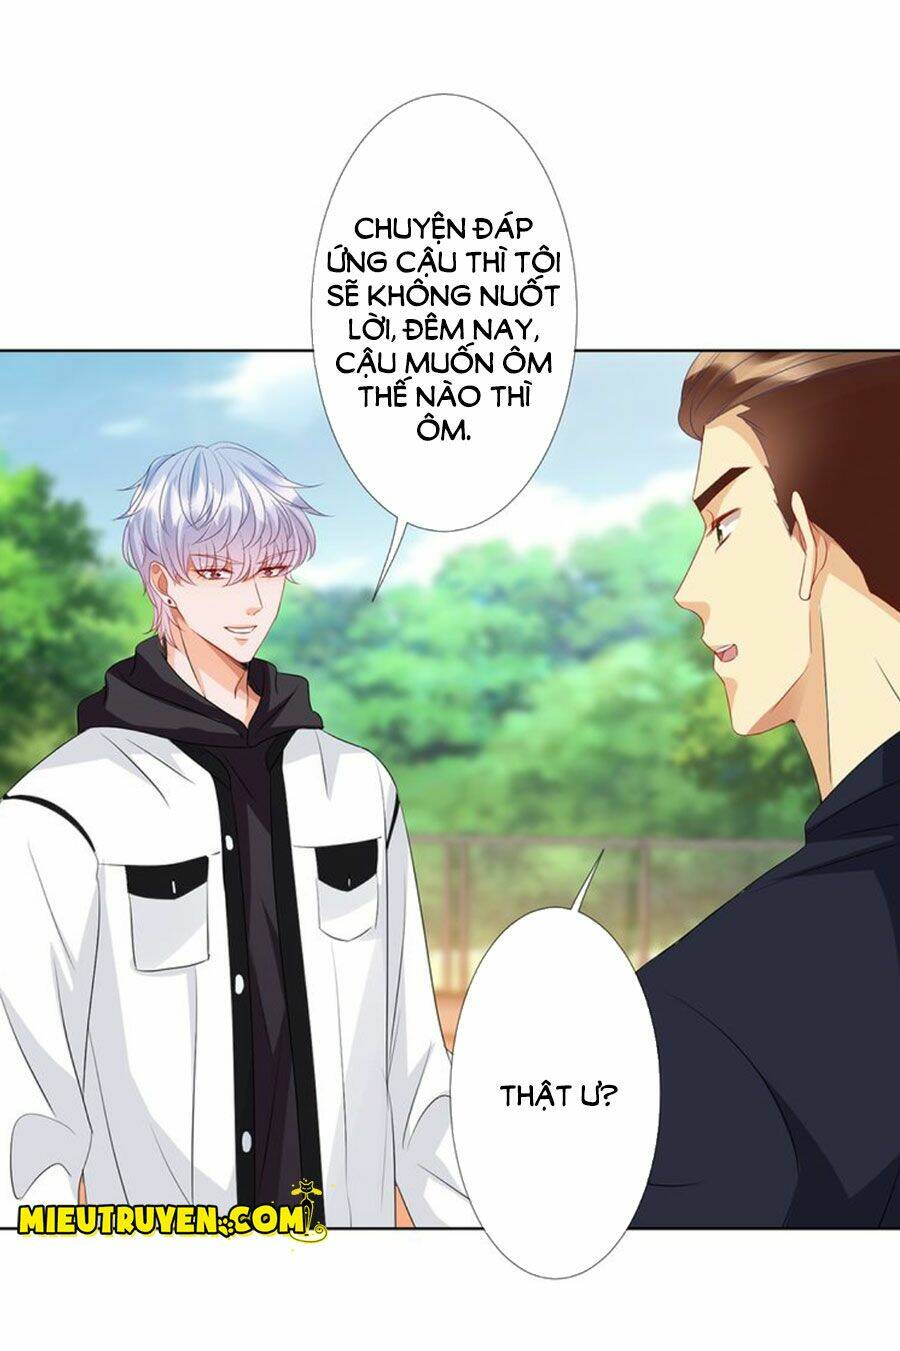 CHUYỆN ĐÁP
ỨNG CẬU THÌ TÔI
SẼ KHÔNG NUỐT
LỜI, ĐÊM NAY,
CẬU MUỐN ÔM
THẾ NÀO THÌ
ÔM.
THẬT Ư?
MIEUTRUYEN.COM